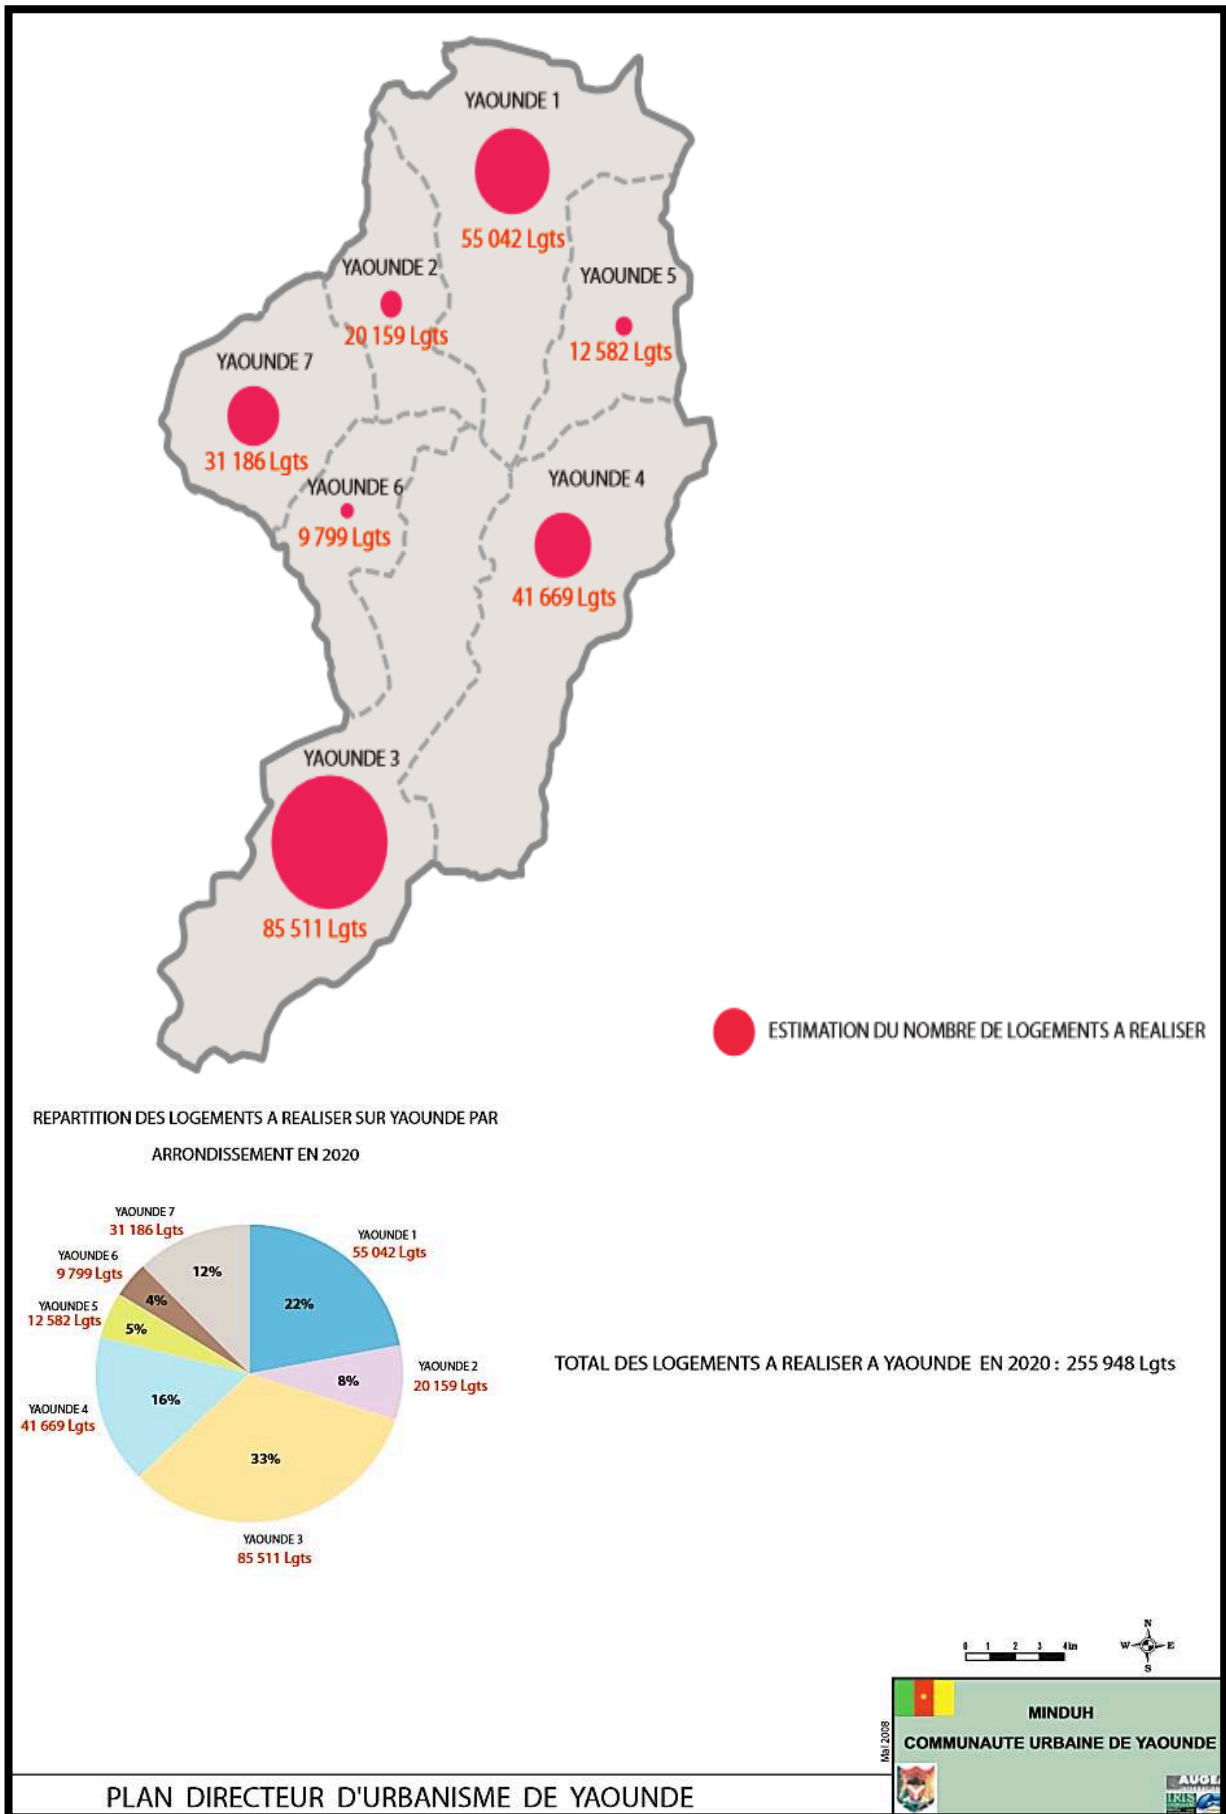 YAOUNDE 1
55 042 Lgts
YAOUNDE 2
20 159 Lgts
YAOUNDE 5
12 582 Lgts
YAOUNDE 7
31 186 Lgts
YAOUNDE 6
9 799 Lgts
YAOUNDE 4
41 669 Lgts
YAOUNDE 3
85 511 Lgts
ESTIMATION DU NOMBRE DE LOGEMENTS A REALISER
REPARTITION DES LOGEMENTS A REALISER SUR YAOUNDE PAR
ARRONDISSEMENT EN 2020
YAOUNDE 7
31 186 Lgts
12%
YAOUNDE 1
55 042 Lgts
22%
YAOUNDE 6
9 799 Lgts
4%
YAOUNDE 5
12 582 Lgts
5%
YAOUNDE 2
20 159 Lgts
8%
YAOUNDE 4
41 669 Lgts
16%
33%
YAOUNDE 3
85 511 Lgts
TOTAL DES LOGEMENTS A REALISER A YAOUNDE EN 2020 : 255 948 Lgts
0 1 2 3 4 km
N
W E
S
Mai 2008
MINDUH
COMMUNAUTE URBAINE DE YAOUNDE
AUGE
IRIS
PLAN DIRECTEUR D'URBANISME DE YAOUNDE